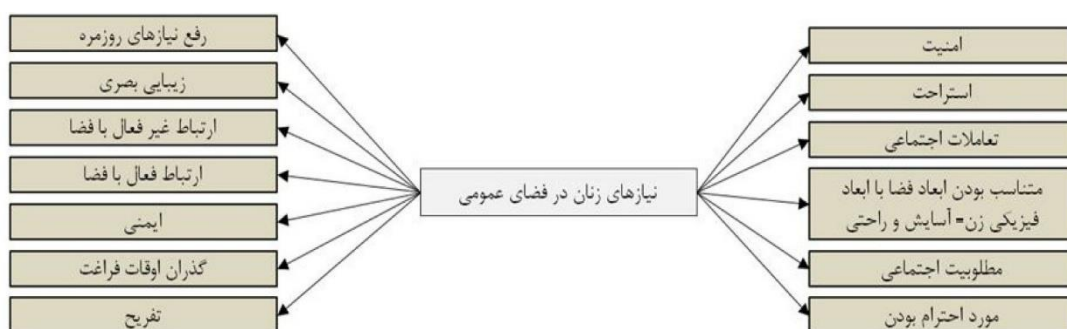 امنیت
استراحت
تعاملات اجتماعی
متناسب بودن ابعاد فضا با ابعاد
فیزیکی زن= آسایش و راحتی
مطلوبیت اجتماعی
مورد احترام بودن
نیازهای زنان در فضای عمومی
رفع نیازهای روزمره
زیبایی بصری
ارتباط غیر فعال با فضا
ارتباط فعال با فضا
ایمنی
گذران اوقات فراغت
تفریح